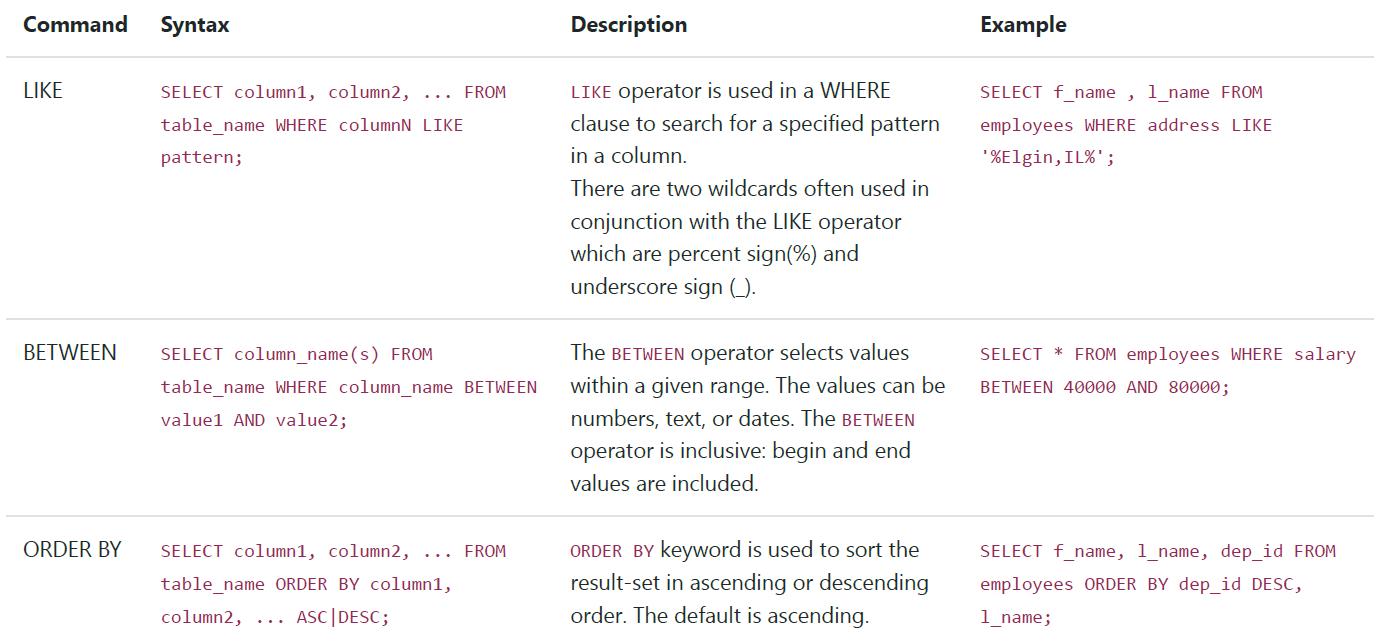 Command Syntax Description Example
LIKE
SELECT column1, column2, ... FROM
table_name WHERE columnN LIKE
pattern;
LIKE operator is used in a WHERE
clause to search for a specified pattern
in a column.
There are two wildcards often used in
conjunction with the LIKE operator
which are percent sign(%) and
underscore sign (_).
SELECT f_name , l_name FROM
employees WHERE address LIKE
'%Elgin,IL%';
BETWEEN
SELECT column_name(s) FROM
table_name WHERE column_name BETWEEN
value1 AND value2;
The BETWEEN operator selects values
within a given range. The values can be
numbers, text, or dates. The BETWEEN
operator is inclusive: begin and end
values are included.
SELECT * FROM employees WHERE salary
BETWEEN 40000 AND 80000;
ORDER BY
SELECT column1, column2, ... FROM
table_name ORDER BY column1,
column2, ... ASC|DESC;
ORDER BY keyword is used to sort the
result-set in ascending or descending
order. The default is ascending.
SELECT f_name, l_name, dep_id FROM
employees ORDER BY dep_id DESC,
l_name;